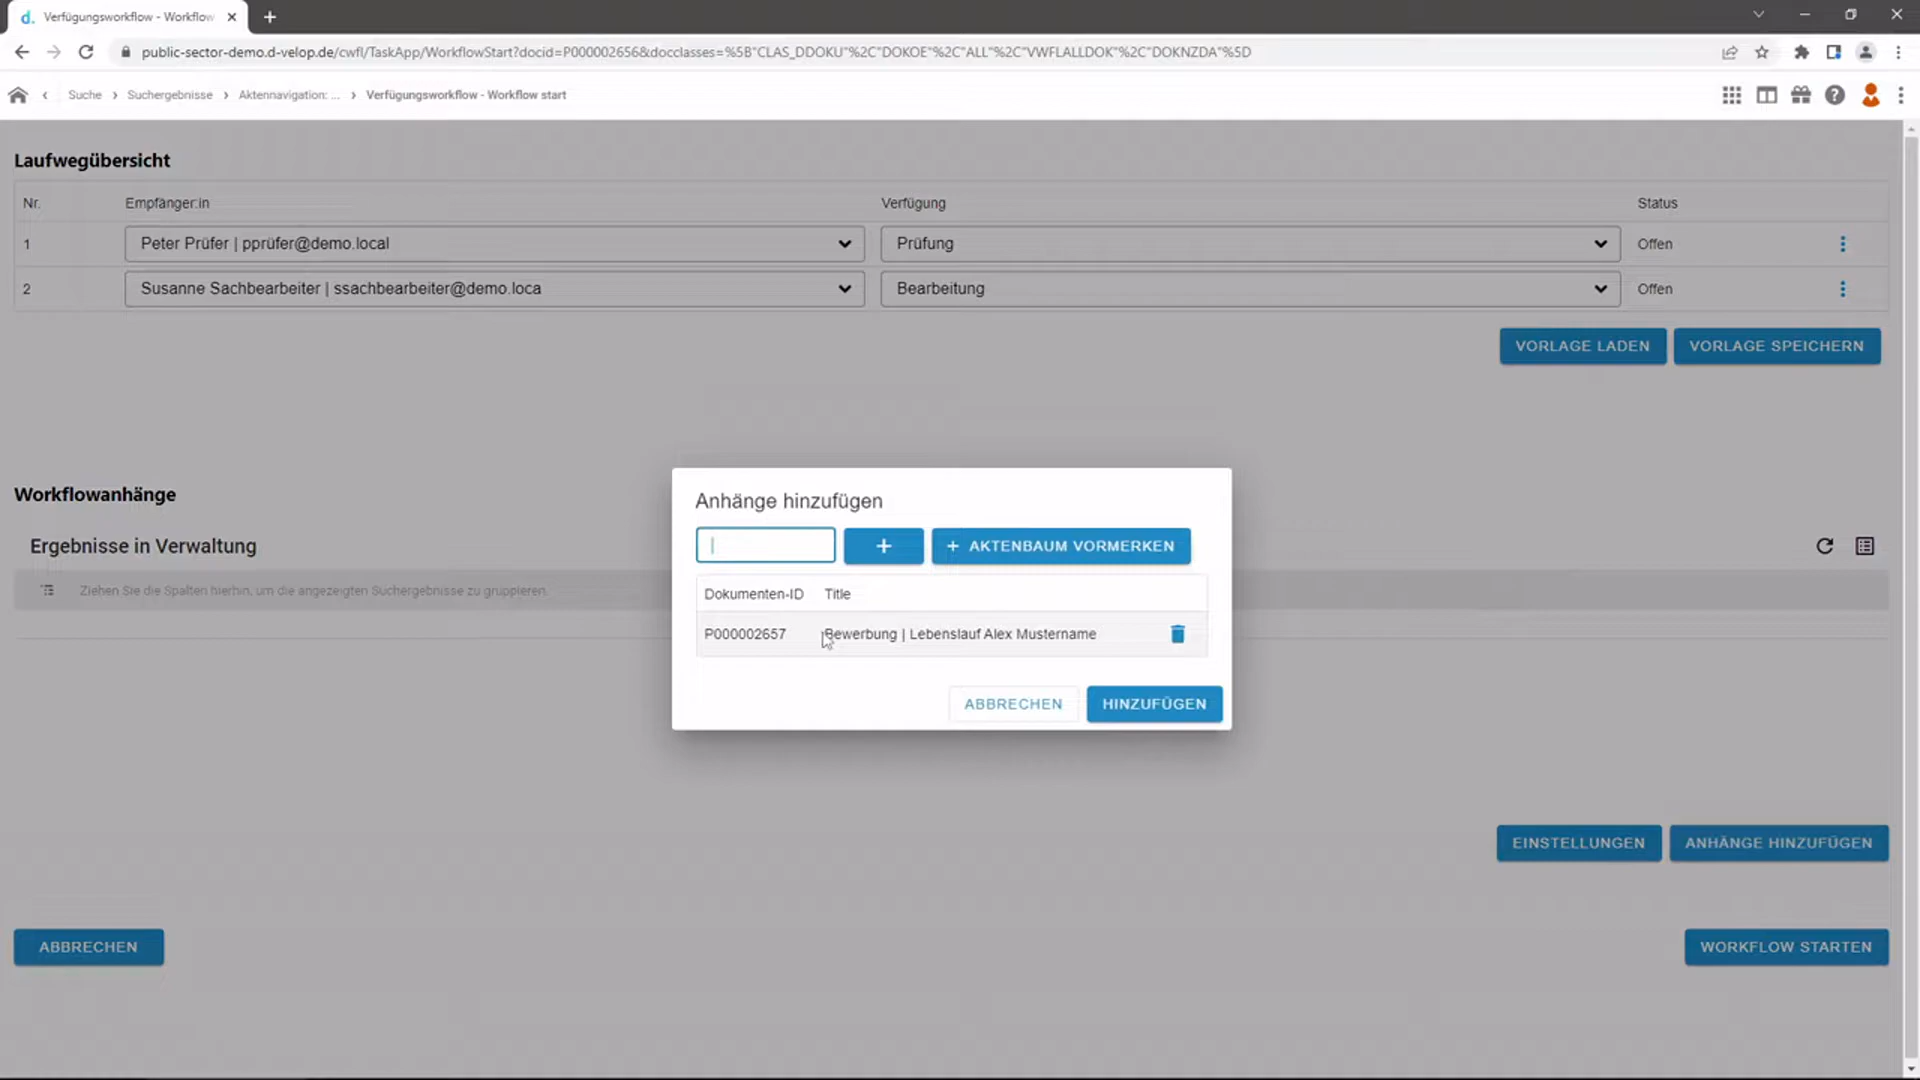 d. Verfügungsworkflow - Workflow
public-sector-demo.d-velop.de/cwfl/TaskApp/WorkflowStart?docid=P000002656&docclasses=%5B"CLAS_DDOKU"%2C"DOKOE"%2C"ALL"%2C"VWFLALLDOK"%2C"DOKNZDA"%5D
Suche Suchergebnisse Aktennavigation: ... Verfügungsworkflow - Workflow start
Laufwegübersicht
Nr. Empfänger:in Verfügung Status
1 Peter Prüfer | pprüfer@demo.local Prüfung Offen
2 Susanne Sachbearbeiter | ssachbearbeiter@demo.loca Bearbeitung Offen
VORLAGE LADEN VORLAGE SPEICHERN
Workflowanhänge
Ergebnisse in Verwaltung
Ziehen Sie die Spalten hierhin, um die angezeigten Suchergebnisse zu gruppieren.
Anhänge hinzufügen
+ + AKTENBAUM VORMERKEN
Dokumenten-ID Title
P000002657 Bewerbung | Lebenslauf Alex Mustername
ABBRECHEN HINZUFÜGEN
EINSTELLUNGEN ANHÄNGE HINZUFÜGEN
ABBRECHEN WORKFLOW STARTEN